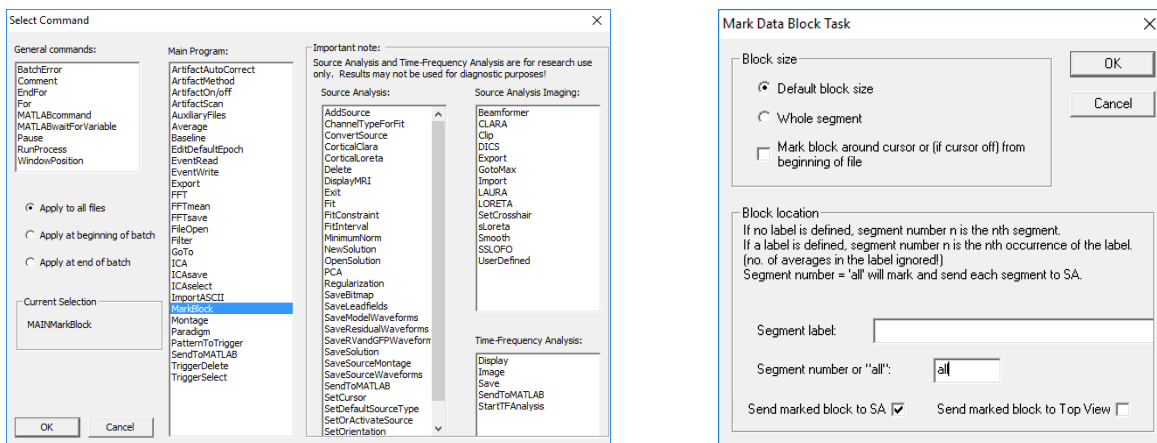 Select Command
General commands:
BatchError
Comment
EndFor
For
MATLABcommand
MATLABwaitForVariable
Pause
RunProcess
WindowPosition
Apply to all files
Apply at beginning of batch
Apply at end of batch
Current Selection
MAINMarkBlock
OK
Cancel
Main Program:
ArtifactAutoCorrect
ArtifactMethod
ArtifactOn/off
ArtifactScan
AuxiliaryFiles
Average
Baseline
EditDefaultEpoch
EventRead
EventWrite
Export
FFT
FFTmean
FFTsave
FileOpen
Filter
GoTo
ICA
ICAsave
ICAselect
ImportASCII
MarkBlock
Montage
Paradigm
PatternToTrigger
SendToMATLAB
TriggerDelete
TriggerSelect
Important note:
Source Analysis and Time-Frequency Analysis are for research use
only. Results may not be used for diagnostic purposes!
Source Analysis:
AddSource
ChannelTypeForFit
ConvertSource
CorticalClara
CorticalLoreta
Delete
DisplayMRI
Exit
Fit
FitConstraint
FitInterval
MinimumNorm
NewSolution
OpenSolution
PCA
Regularization
SaveBitmap
SaveLeadfields
SaveModelWaveforms
SaveResidualWaveforms
SaveRVandGFPWaveform
SaveSolution
SaveSourceMontage
SaveSourceWaveforms
SendToMATLAB
SetCursor
SetDefaultSourceType
SetOrActivateSource
SetOrientation
Source Analysis Imaging:
Beamformer
CLARA
Clip
DICS
Export
GotoMax
Import
LAURA
LORETA
SetCrosshair
sLoreta
Smooth
SSLOFO
UserDefined
Time-Frequency Analysis:
Display
Image
Save
SendToMATLAB
StartTFAnalysis
Mark Data Block Task
Block size
Default block size
Whole segment
Mark block around cursor or (if cursor off) from
beginning of file
OK
Cancel
Block location
If no label is defined, segment number n is the nth segment.
If a label is defined, segment number n is the nth occurrence of the label.
(no. of averages in the label ignored!)
Segment number = 'all' will mark and send each segment to SA.
Segment label:
Segment number or "all": all
Send marked block to SA Send marked block to Top View